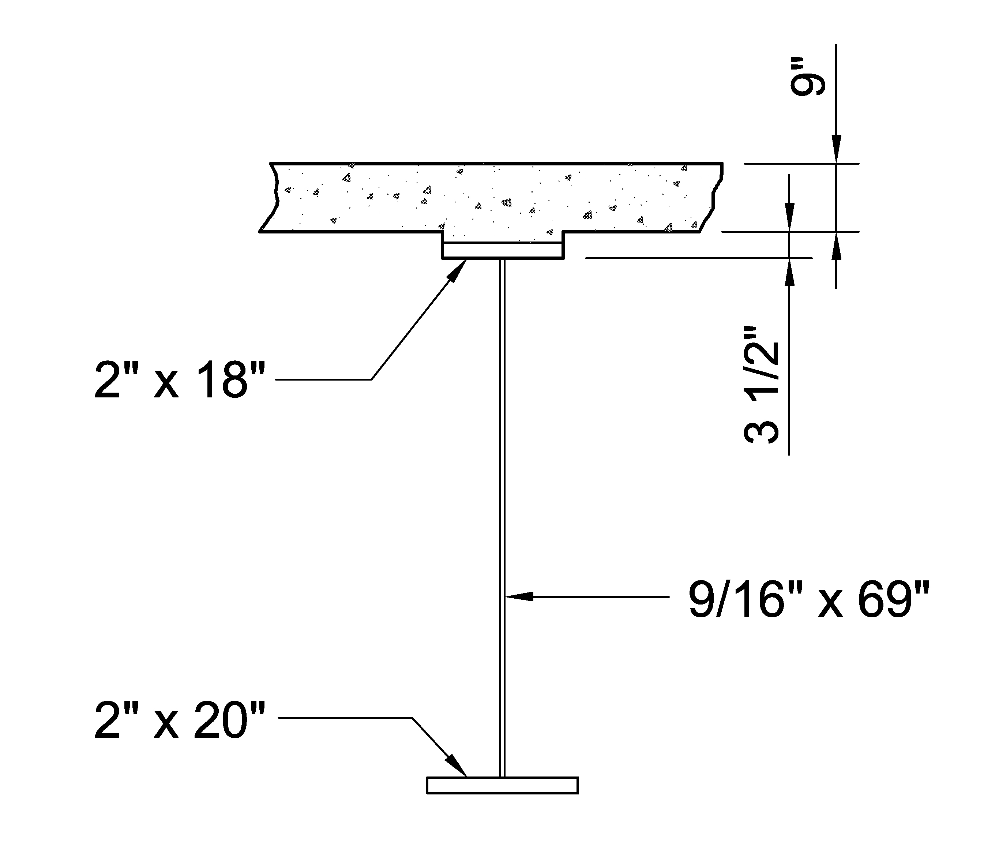 9"
3 1/2"
2" x 18"
9/16" x 69"
2" x 20"